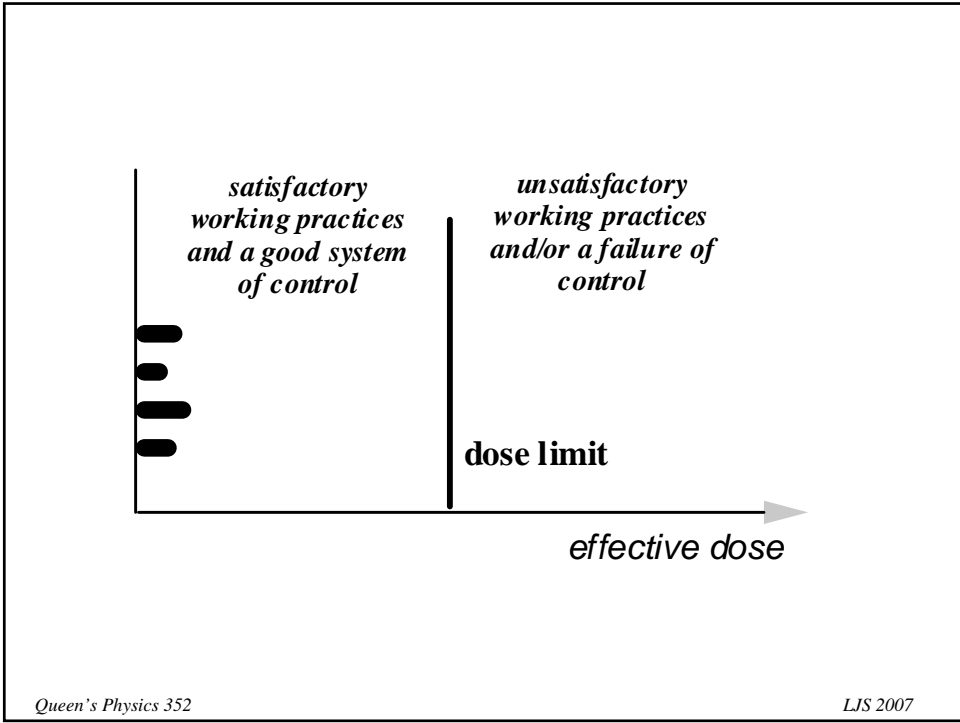 satisfactory
working practices
and a good system
of control
unsatisfactory
working practices
and/or a failure of
control
dose limit
effective dose
Queen's Physics 352
LJS 2007